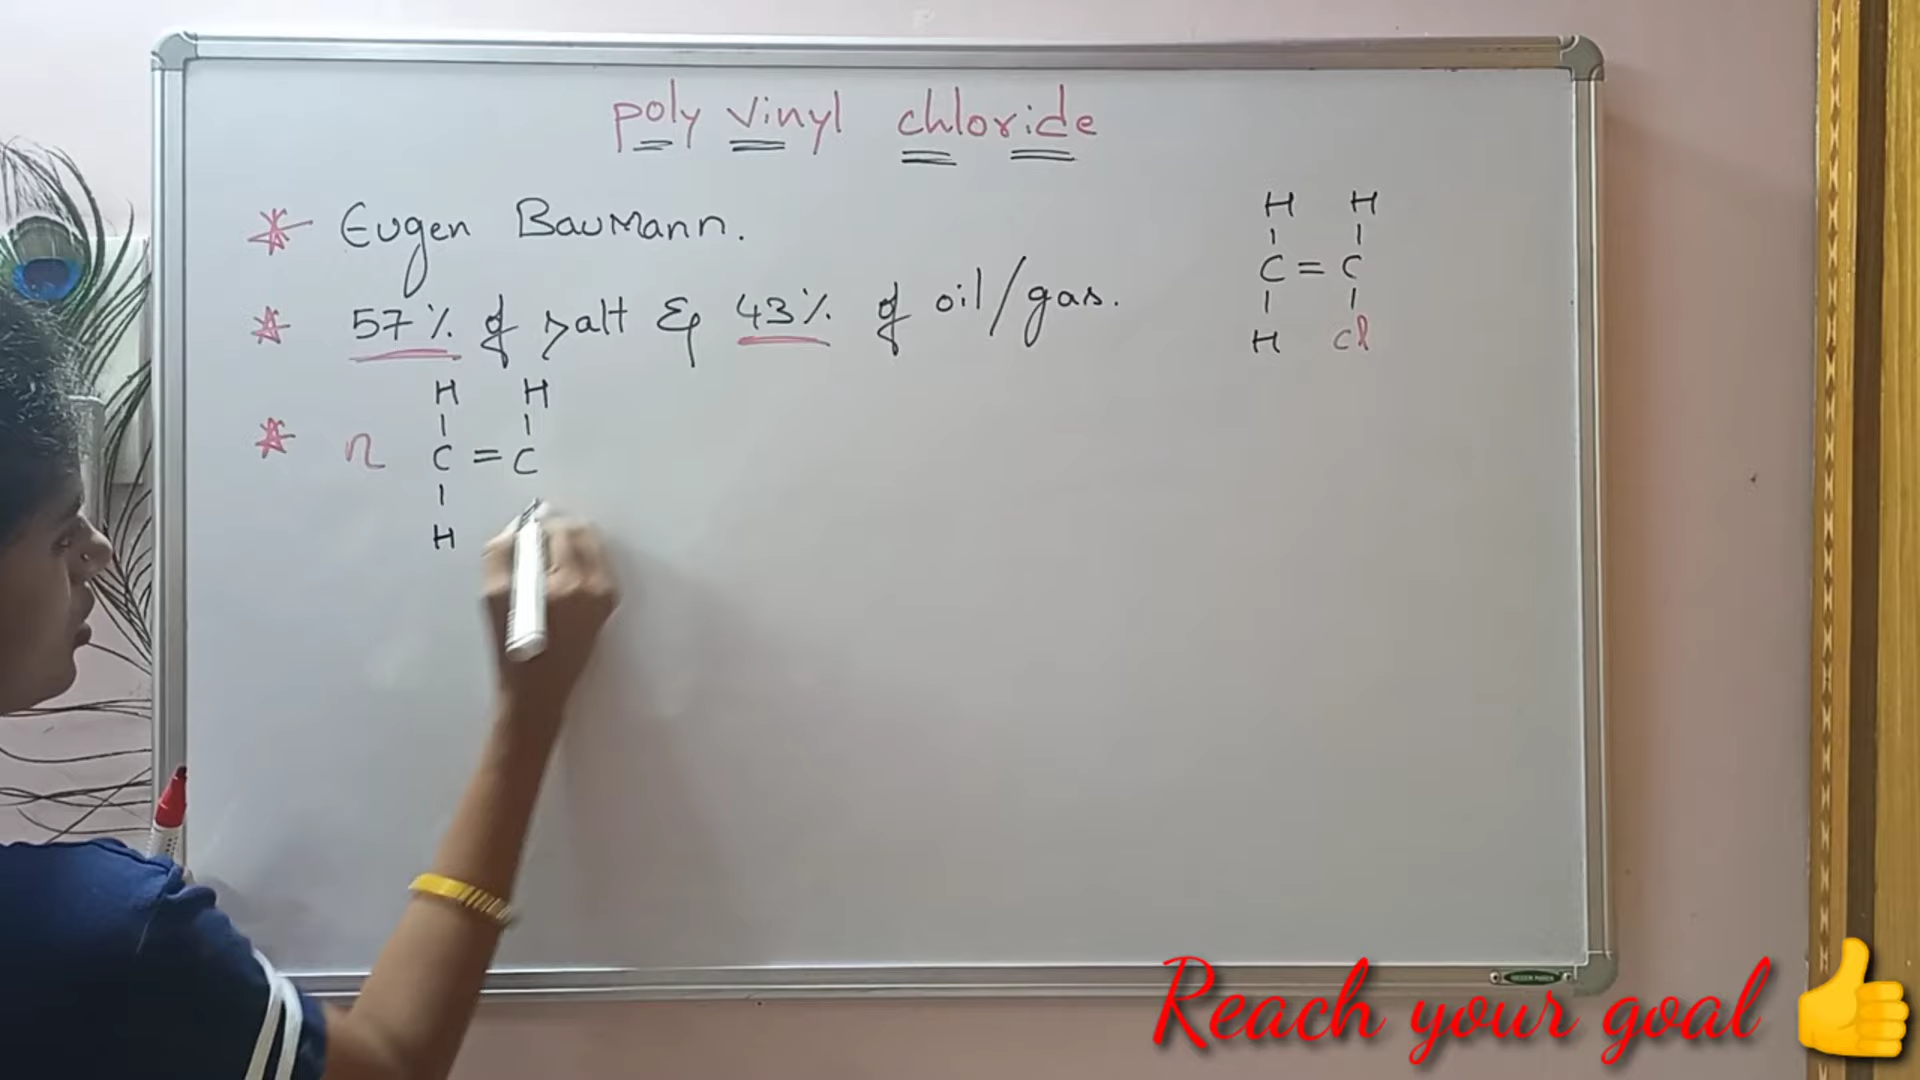 poly vinyl chloride
* Eugen Baumann.
* 57% of salt & 43% of oil/gas.
H H
C = C
H Cl
H H
* n C = C
H
Reach your goal 👍